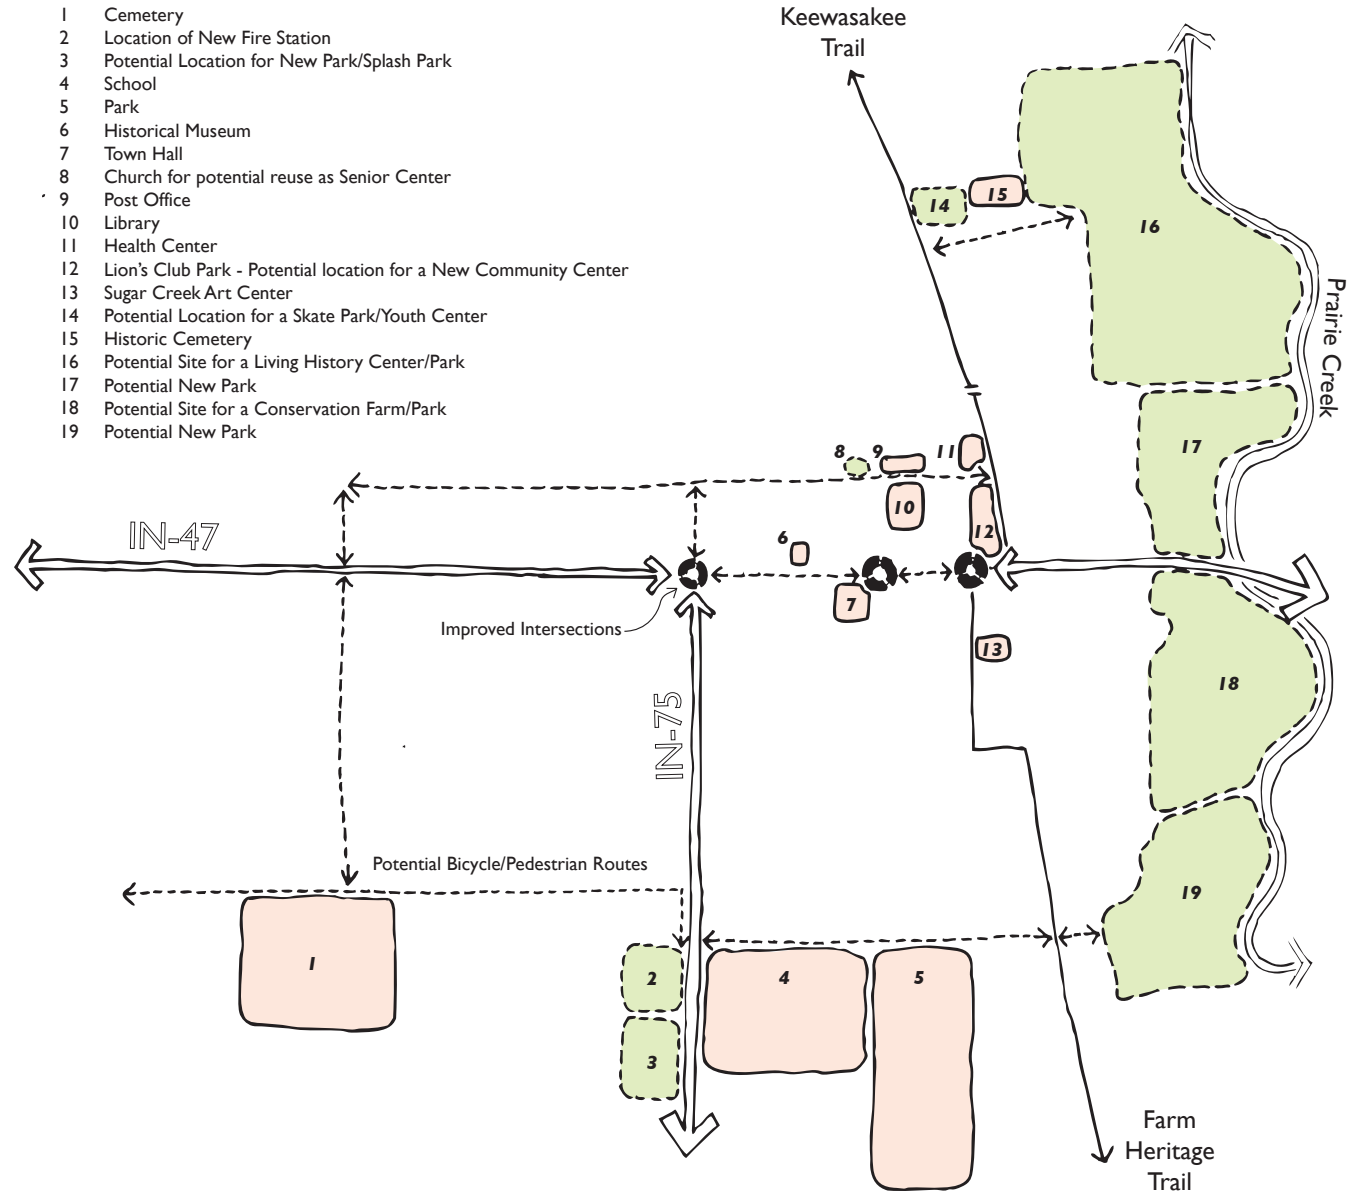 1 Cemetery
2 Location of New Fire Station
3 Potential Location for New Park/Splash Park
4 School
5 Park
6 Historical Museum
7 Town Hall
8 Church for potential reuse as Senior Center
9 Post Office
10 Library
11 Health Center
12 Lion's Club Park - Potential location for a New Community Center
13 Sugar Creek Art Center
14 Potential Location for a Skate Park/Youth Center
15 Historic Cemetery
16 Potential Site for a Living History Center/Park
17 Potential New Park
18 Potential Site for a Conservation Farm/Park
19 Potential New Park
Keewasakee
Trail
14
15
16
Prairie Creek
17
8
9
11
10
12
6
IN-47
7
Improved Intersections
13
IN-75
18
Potential Bicycle/Pedestrian Routes
19
1
2
4
5
3
Farm
Heritage
Trail